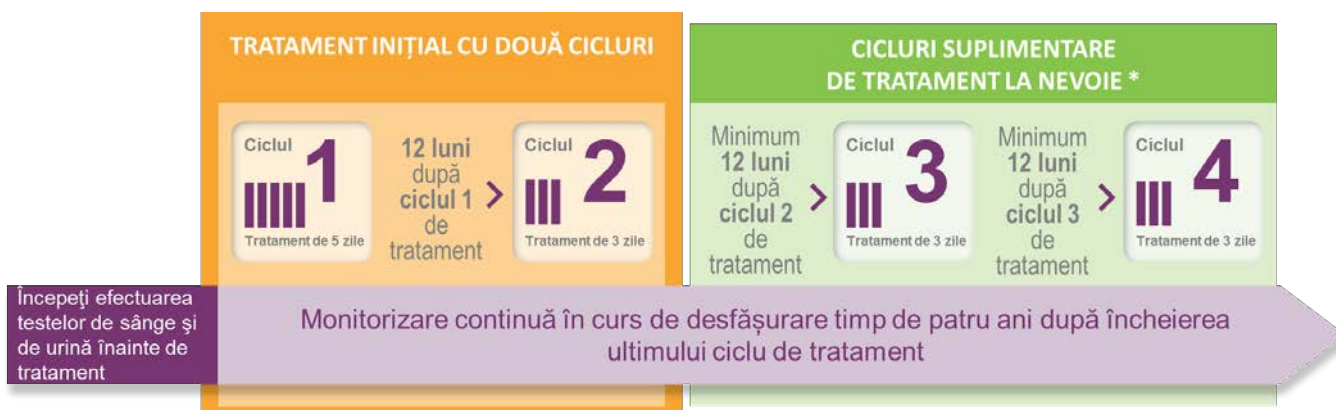 TRATAMENT INIȚIAL CU DOUĂ CICLURI
Ciclul
1
Tratament de 5 zile
12 luni
după
ciclul 1
de
tratament
>
Ciclul
2
Tratament de 3 zile
CICLURI SUPLIMENTARE
DE TRATAMENT LA NEVOIE *
Minimum
12 luni
după
ciclul 2
de
tratament
>
Ciclul
3
Tratament de 3 zile
Minimum
12 luni
după
ciclul 3
de
tratament
>
Ciclul
4
Tratament de 3 zile
Începeţi efectuarea
testelor de sânge şi
de urină înainte de
tratament
Monitorizare continuă în curs de desfășurare timp de patru ani după încheierea
ultimului ciclu de tratament